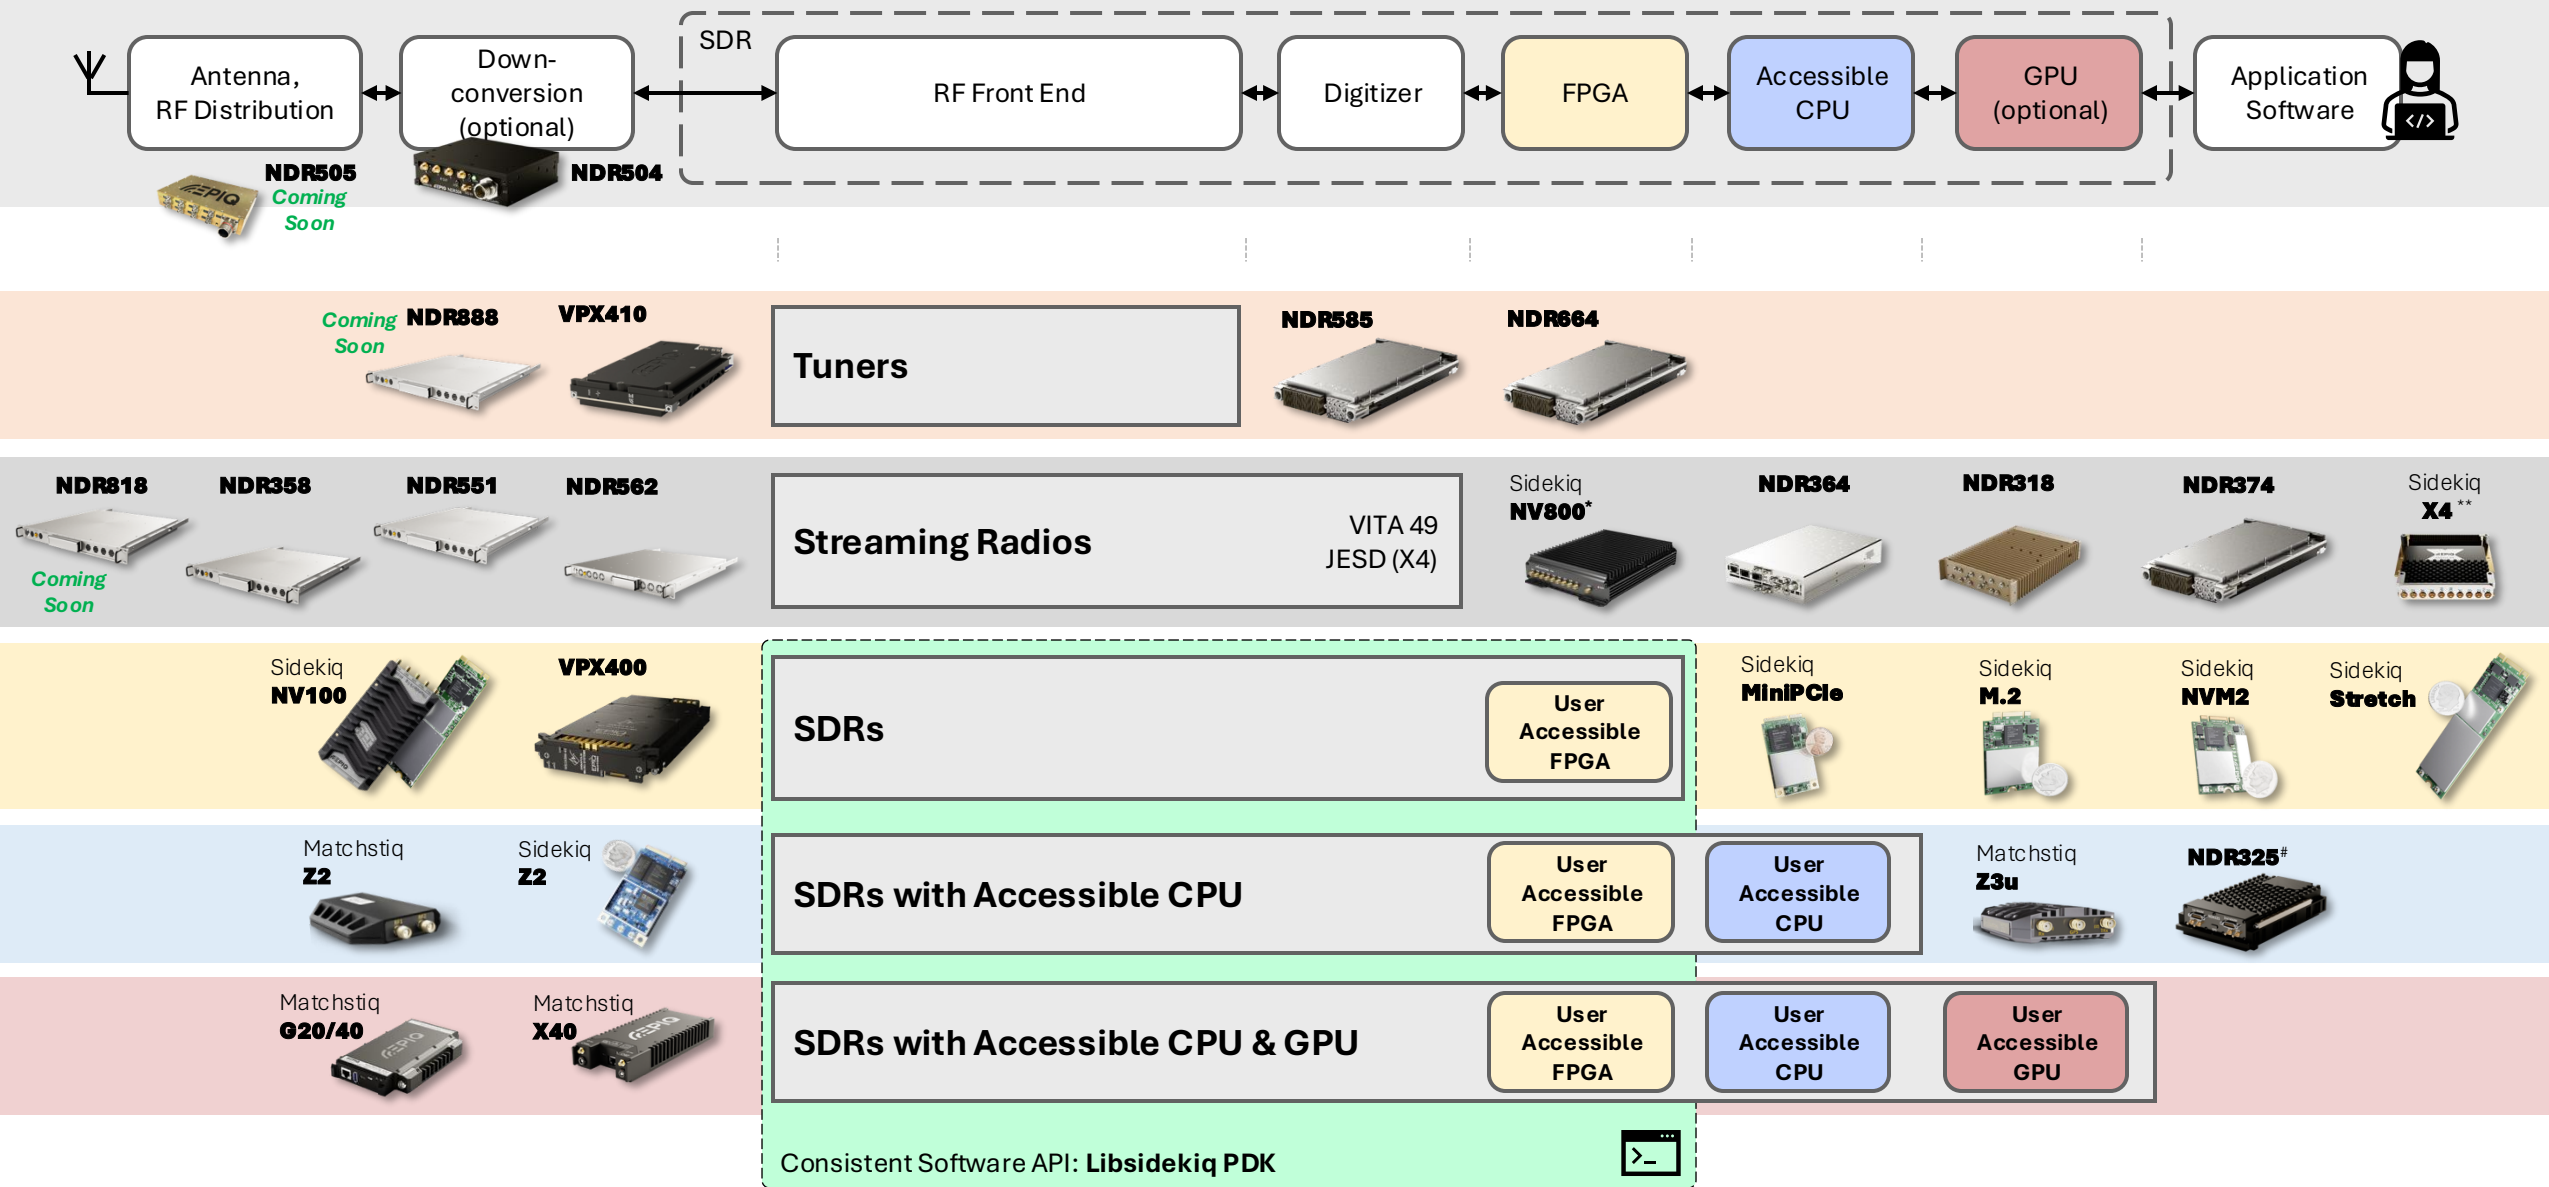 SDR
Antenna,
RF Distribution
Down-
conversion
(optional)
RF Front End
Digitizer
FPGA
Accessible
CPU
GPU
(optional)
Application
Software
</>
NDR505
Coming
Soon
EPIQ
NDR504
Coming
Soon
NDR888
VPX410
Tuners
NDR585
NDR664
NDR818
Coming
Soon
NDR358
NDR551
NDR562
Streaming Radios
VITA 49
JESD (X4)
Sidekiq
NV800*
NDR364
NDR318
NDR374
Sidekiq
X4 **
Sidekiq
NV100
VPX400
SDRs
User
Accessible
FPGA
Sidekiq
MiniPCIe
Sidekiq
M.2
Sidekiq
NVM2
Sidekiq
Stretch
Matchstiq
Z2
Sidekiq
Z2
SDRs with Accessible CPU
User
Accessible
FPGA
User
Accessible
CPU
Matchstiq
Z3u
NDR325#
Matchstiq
G20/40
EPIQ
Matchstiq
X40
EPIQ
SDRs with Accessible CPU & GPU
User
Accessible
FPGA
User
Accessible
CPU
User
Accessible
GPU
Consistent Software API: Libsidekiq PDK
>_